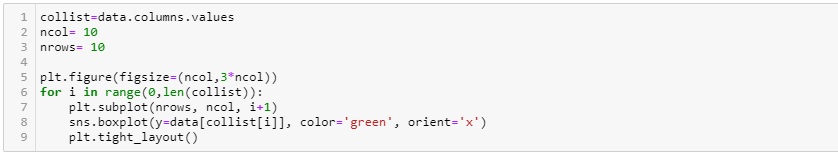 1 collist=data.columns.values
2 ncol= 10
3 nrows= 10
4
5 plt.figure(figsize=(ncol,3*ncol))
6 for i in range(0,len(collist)):
7     plt.subplot(nrows, ncol, i+1)
8     sns.boxplot(y=data[collist[i]], color='green', orient='x')
9     plt.tight_layout()